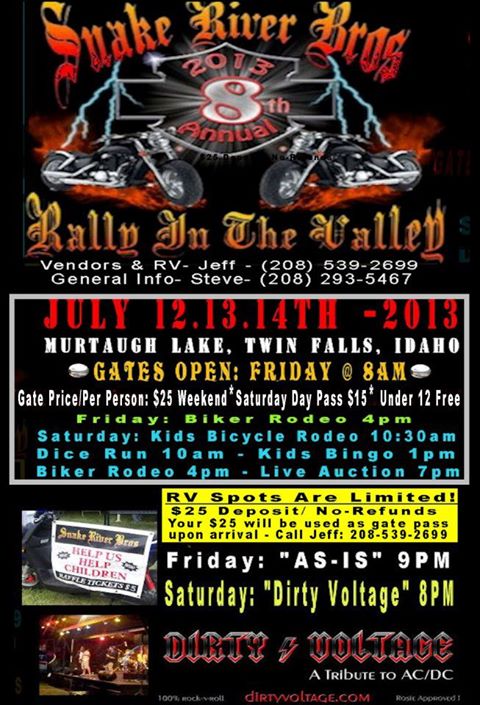 Snake River Bros
2013
8th
Annual
Rally In The Valley
Vendors & RV- Jeff - (208) 539-2699
General Info- Steve- (208) 293-5467
JULY 12.13.14TH -2013
MURTAUGH LAKE, TWIN FALLS, IDAHO
GATES OPEN: FRIDAY @ 8AM
Gate Price/Per Person: $25 Weekend*Saturday Day Pass $15* Under 12 Free
Friday: Biker Rodeo 4pm
Saturday: Kids Bicycle Rodeo 10:30am
Dice Run 10am - Kids Bingo 1pm
Biker Rodeo 4pm - Live Auction 7pm
RV Spots Are Limited!
$25 Deposit/ No-Refunds
Your $25 will be used as gate pass
upon arrival - Call Jeff: 208-539-2699
Snake River Bros
HELP US
HELP
CHILDREN
RAFFLE TICKETS $5
Friday: "AS-IS" 9PM
Saturday: "Dirty Voltage" 8PM
DIRTY VOLTAGE
A TRIBUTE TO AC/DC
100% rock-n-roll
DIRTYVOLTAGE.COM
Rosie Approved !